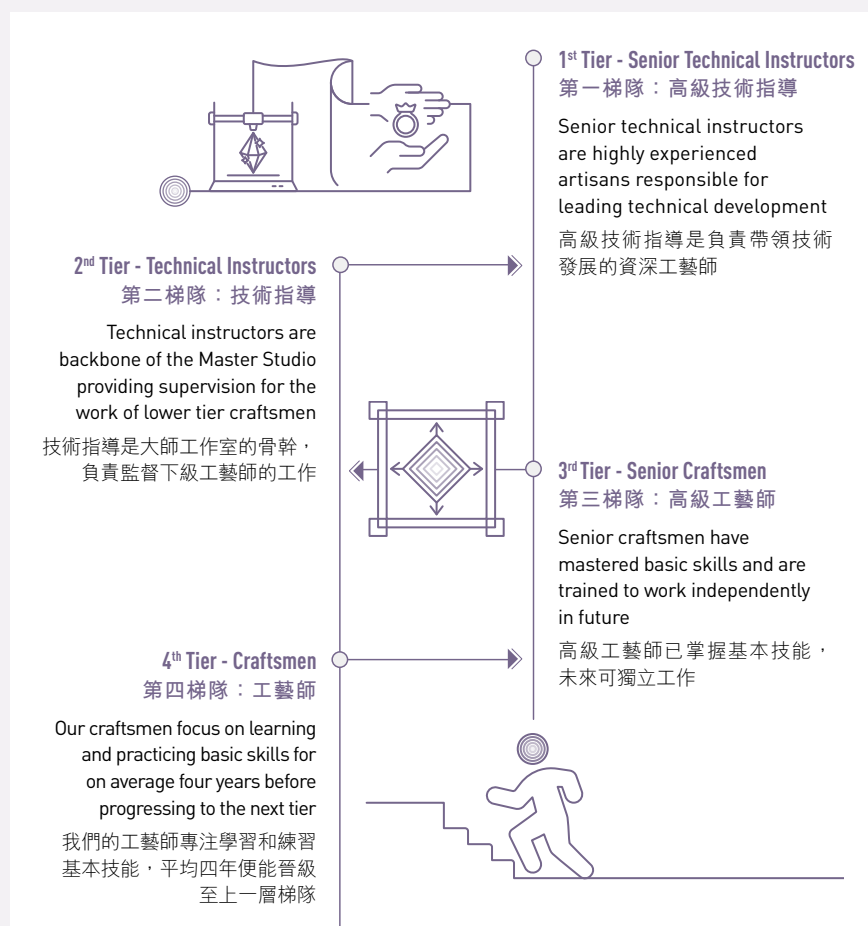 1st Tier - Senior Technical Instructors
第一梯隊：高級技術指導
Senior technical instructors
are highly experienced
artisans responsible for
leading technical development
高級技術指導是負責帶領技術
發展的資深工藝師
2nd Tier - Technical Instructors
第二梯隊：技術指導
Technical instructors are
backbone of the Master Studio
providing supervision for the
work of lower tier craftsmen
技術指導是大師工作室的骨幹，
負責監督下級工藝師的工作
3rd Tier - Senior Craftsmen
第三梯隊：高級工藝師
Senior craftsmen have
mastered basic skills and are
trained to work independently
in future
高級工藝師已掌握基本技能，
未來可獨立工作
4th Tier - Craftsmen
第四梯隊：工藝師
Our craftsmen focus on learning
and practicing basic skills for
on average four years before
progressing to the next tier
我們的工藝師專注學習和練習
基本技能，平均四年便能晉級
至上一層梯隊